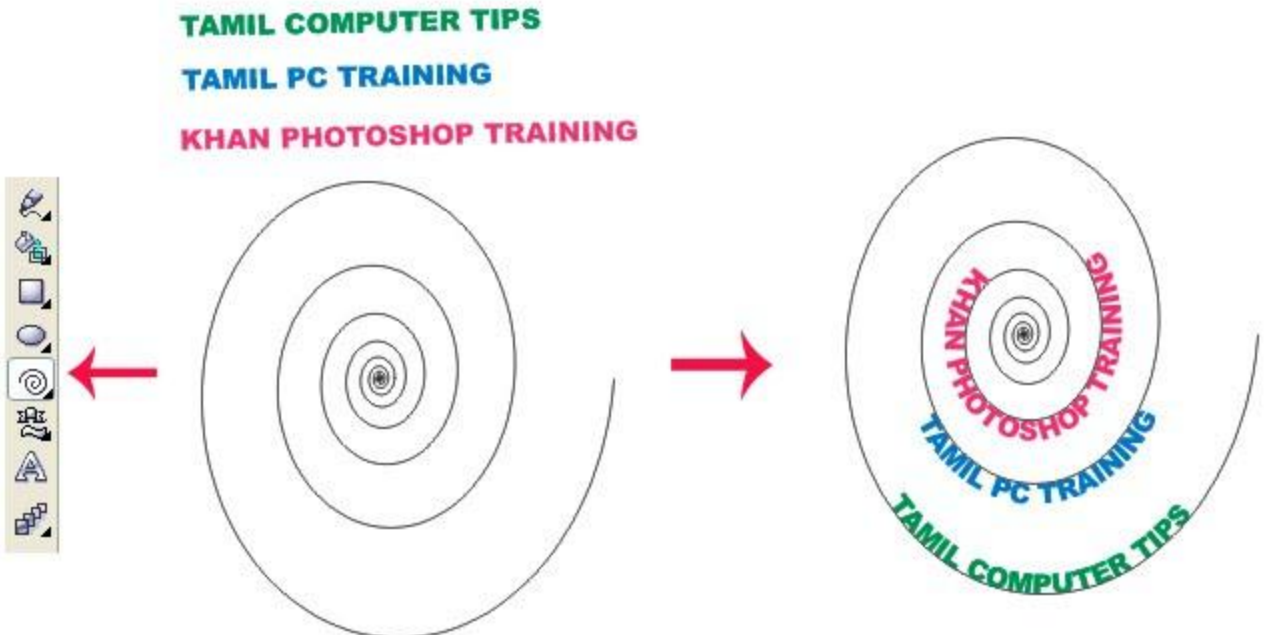 TAMIL COMPUTER TIPS
TAMIL PC TRAINING
KHAN PHOTOSHOP TRAINING
KHAN PHOTOSHOP TRAINING
TAMIL PC TRAINING
TAMIL COMPUTER TIPS